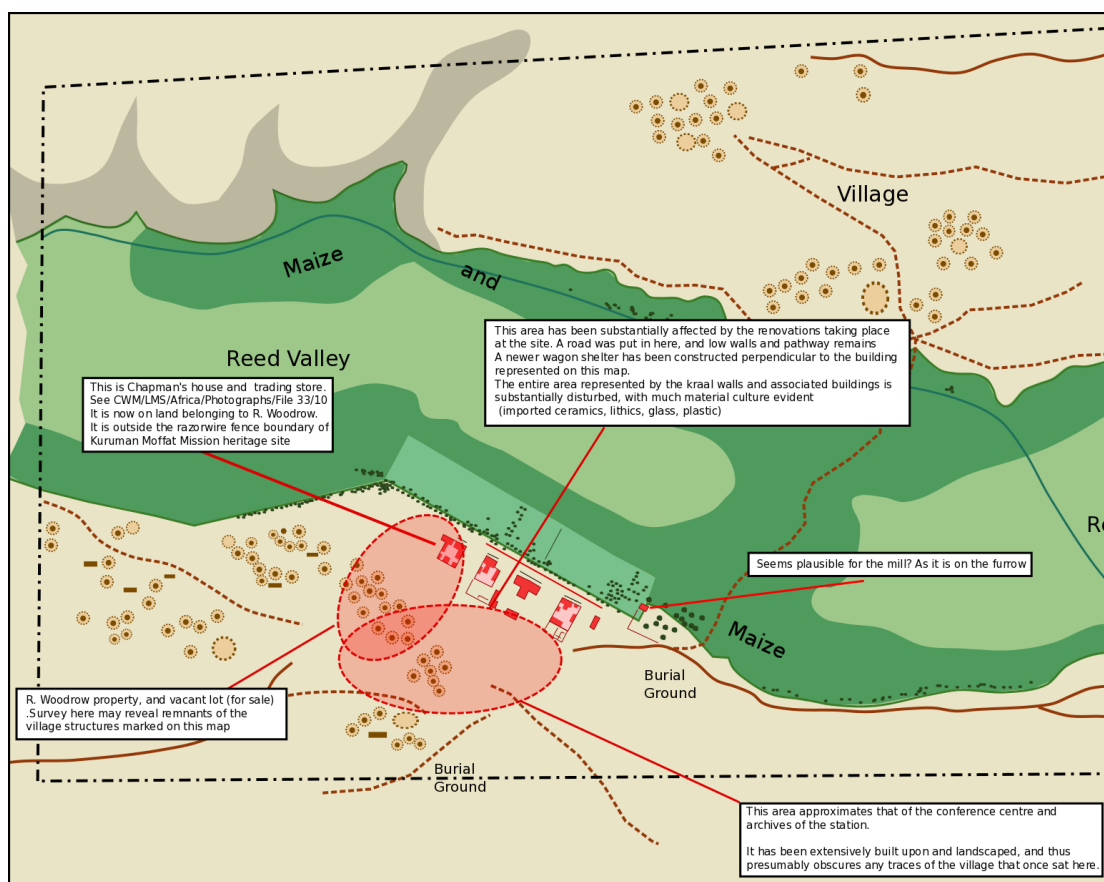 Village
Maize
and
This area has been substantially affected by the renovations taking place
at the site. A road was put in here, and low walls and pathway remains
A newer wagon shelter has been constructed perpendicular to the building
represented on this map.
The entire area represented by the kraal walls and associated buildings is
substantially disturbed, with much material culture evident
(imported ceramics, lithics, glass, plastic)
Reed Valley
This is Chapman's house and trading store.
See CWM/LMS/Africa/Photographs/File 33/10
It is now on land belonging to R. Woodrow.
It is outside the razorwire fence boundary of
Kuruman Moffat Mission heritage site
Re
Seems plausible for the mill? As it is on the furrow
Maize
Burial
Ground
R. Woodrow property, and vacant lot (for sale)
.Survey here may reveal remnants of the
village structures marked on this map
Burial
Ground
This area approximates that of the conference centre and
archives of the station.
It has been extensively built upon and landscaped, and thus
presumably obscures any traces of the village that once sat here.